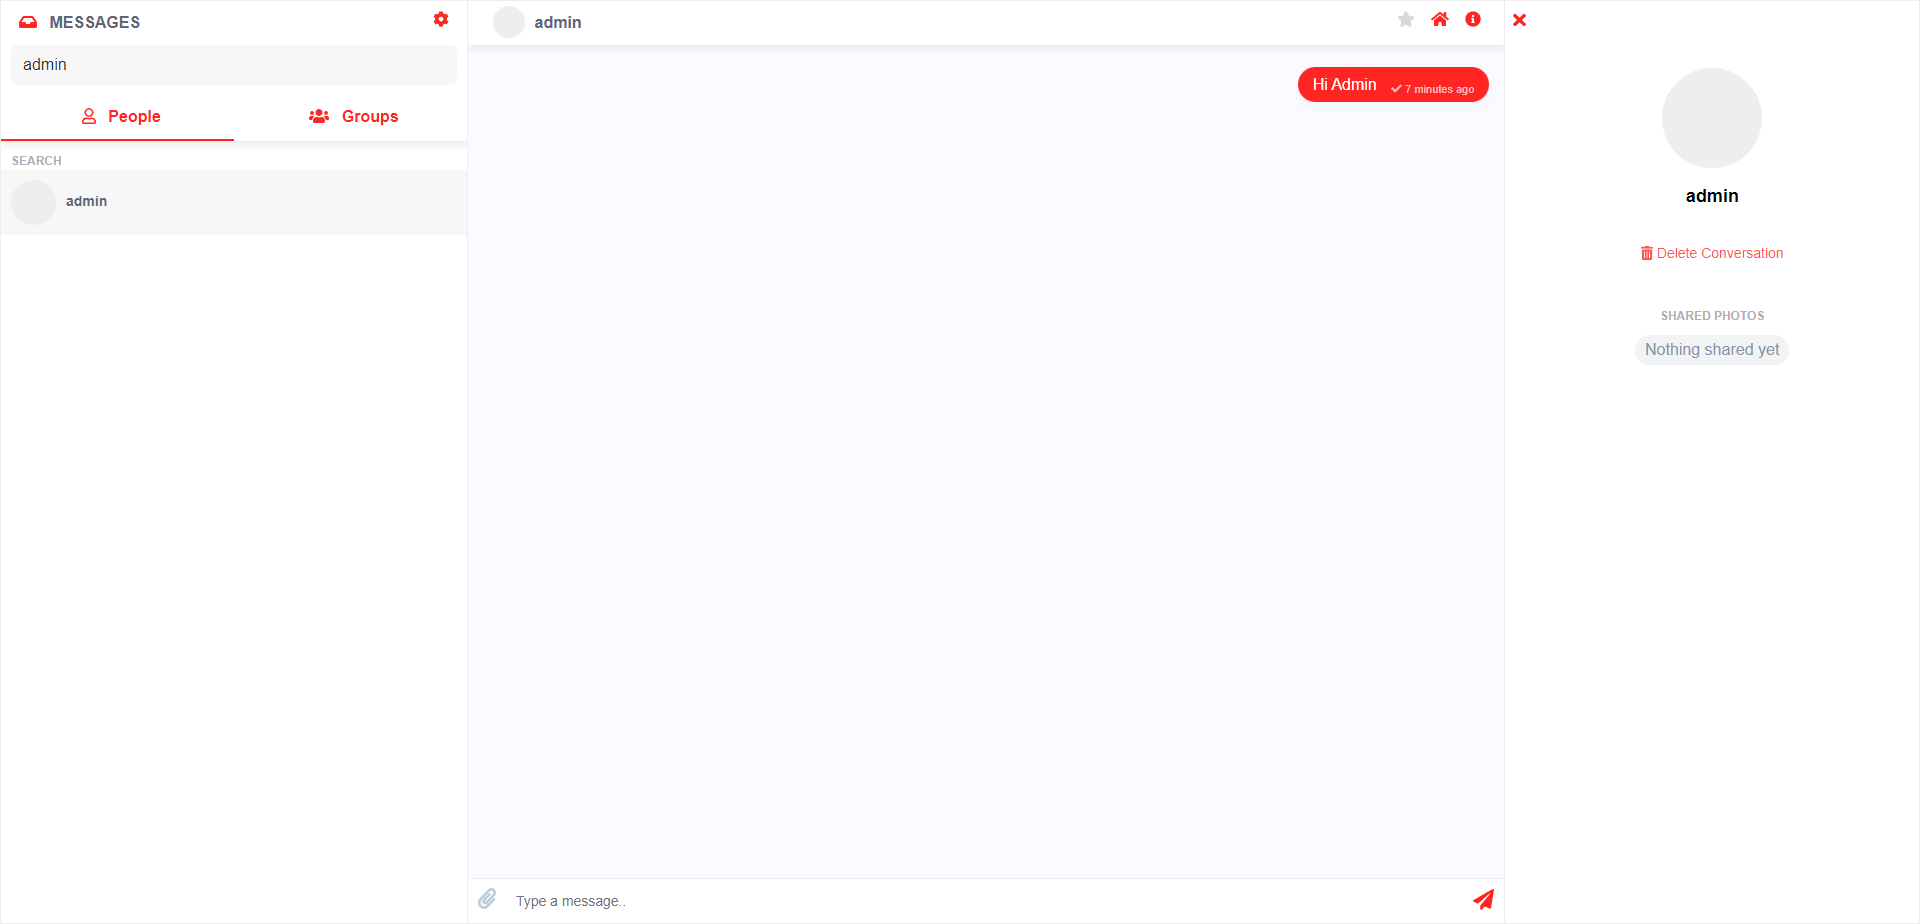 MESSAGES
admin
People
Groups
SEARCH
admin
admin
Hi Admin 7 minutes ago
Type a message..
admin
Delete Conversation
SHARED PHOTOS
Nothing shared yet